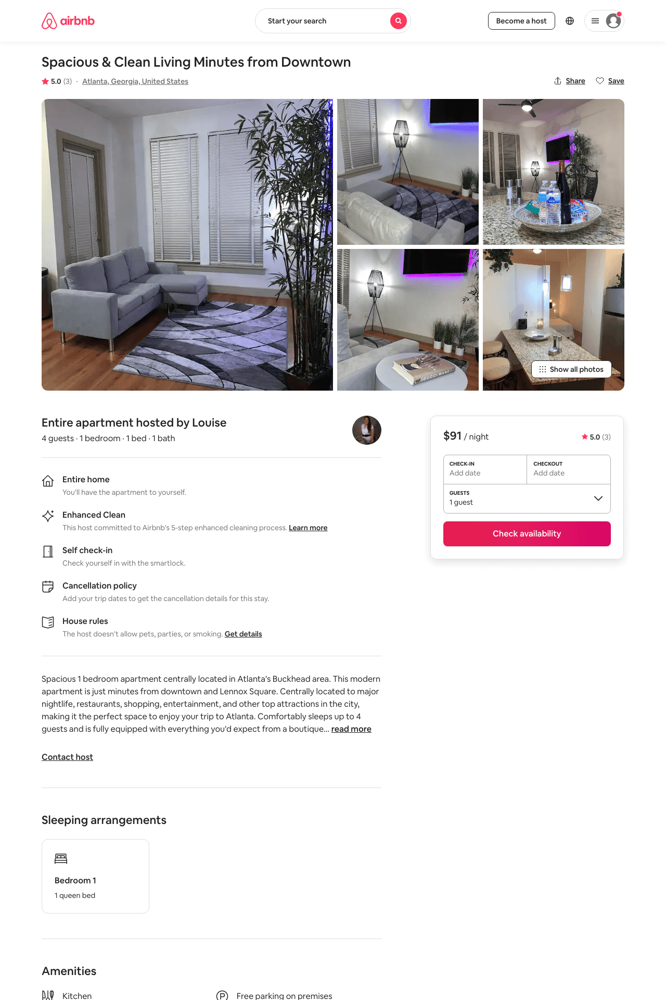 airbnb
Start your search
Become a host
Spacious & Clean Living Minutes from Downtown
5.0 (3) · Atlanta, Georgia, United States
Share
Save
GUCCI MANE
Show all photos
Entire apartment hosted by Louise
4 guests · 1 bedroom · 1 bed · 1 bath
$91 / night
5.0 (3)
CHECK-IN
Add date
CHECKOUT
Add date
GUESTS
1 guest
Check availability
Entire home
You’ll have the apartment to yourself.
Enhanced Clean
This host committed to Airbnb's 5-step enhanced cleaning process. Learn more
Self check-in
Check yourself in with the smartlock.
Cancellation policy
Add your trip dates to get the cancellation details for this stay.
House rules
The host doesn’t allow pets, parties, or smoking. Get details
Spacious 1 bedroom apartment centrally located in Atlanta's Buckhead area. This modern
apartment is just minutes from downtown and Lennox Square. Centrally located to major
nightlife, restaurants, shopping, entertainment, and other top attractions in the city,
making it the perfect space to enjoy your trip to Atlanta. Comfortably sleeps up to 4
guests and is fully equipped with everything you'd expect from a boutique... read more
Contact host
Sleeping arrangements
Bedroom 1
1 queen bed
Amenities
Kitchen
Free parking on premises